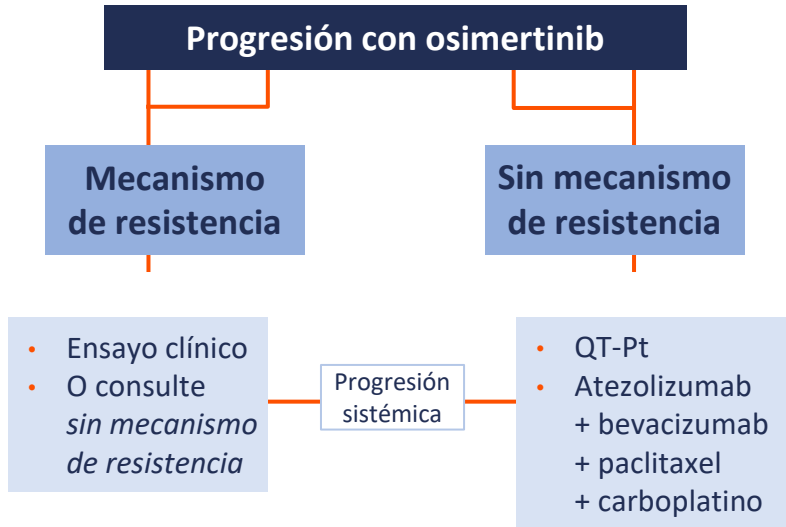 Progresión con osimertinib
Mecanismo
de resistencia
Sin mecanismo
de resistencia
• Ensayo clínico
• O consulte
sin mecanismo
de resistencia
Progresión
sistémica
• QT-Pt
• Atezolizumab
+ bevacizumab
+ paclitaxel
+ carboplatino